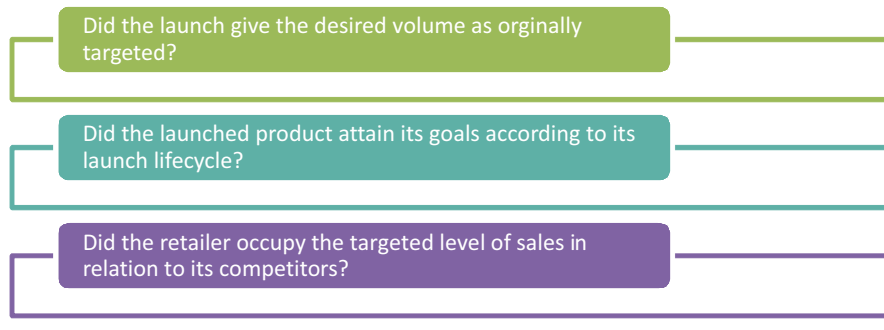 Did the launch give the desired volume as orginally
targeted?
Did the launched product attain its goals according to its
launch lifecycle?
Did the retailer occupy the targeted level of sales in
relation to its competitors?